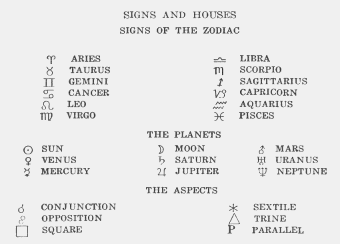 SIGNS AND HOUSES
SIGNS OF THE ZODIAC
♈ ARIES ♎ LIBRA
♉ TAURUS ♏ SCORPIO
♊ GEMINI ♐ SAGITTARIUS
♋ CANCER ♑ CAPRICORN
♌ LEO ♒ AQUARIUS
♍ VIRGO ♓ PISCES
THE PLANETS
☉ SUN ☽ MOON ♂ MARS
♀ VENUS ♄ SATURN ♅ URANUS
☿ MERCURY ♃ JUPITER ♆ NEPTUNE
THE ASPECTS
☌ CONJUNCTION ⚹ SEXTILE
☍ OPPOSITION △ TRINE
□ SQUARE P PARALLEL